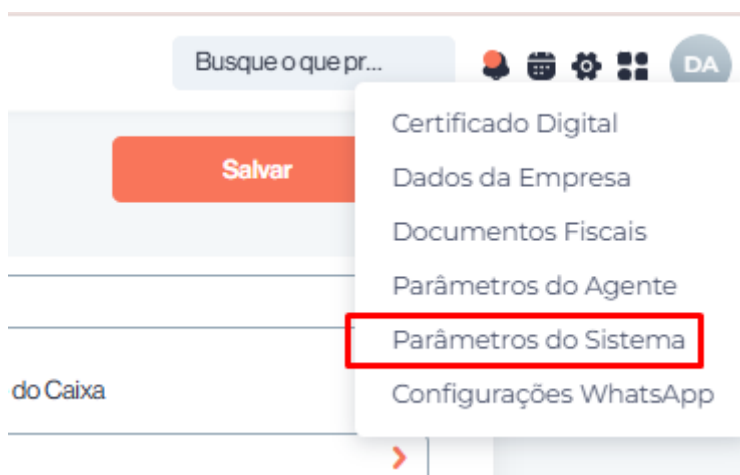 Busque o que pr...
DA
Certificado Digital
Salvar
Dados da Empresa
Documentos Fiscais
Parâmetros do Agente
Parâmetros do Sistema
do Caixa
Configurações WhatsApp